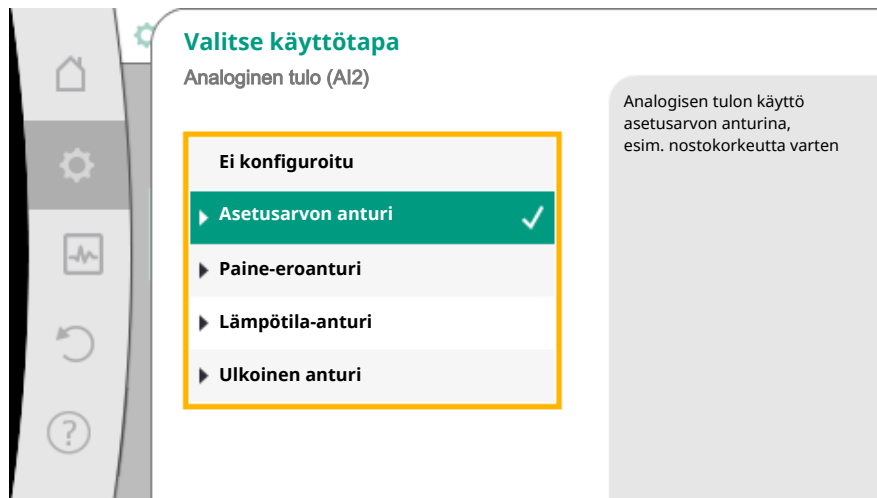 Valitse käyttötapa
Analoginen tulo (AI2)
Ei konfiguroitu
Asetusarvon anturi
Paine-eroanturi
Lämpötila-anturi
Ulkoinen anturi
Analogisen tulon käyttö
asetusarvon anturina,
esim. nostokorkeutta varten
?